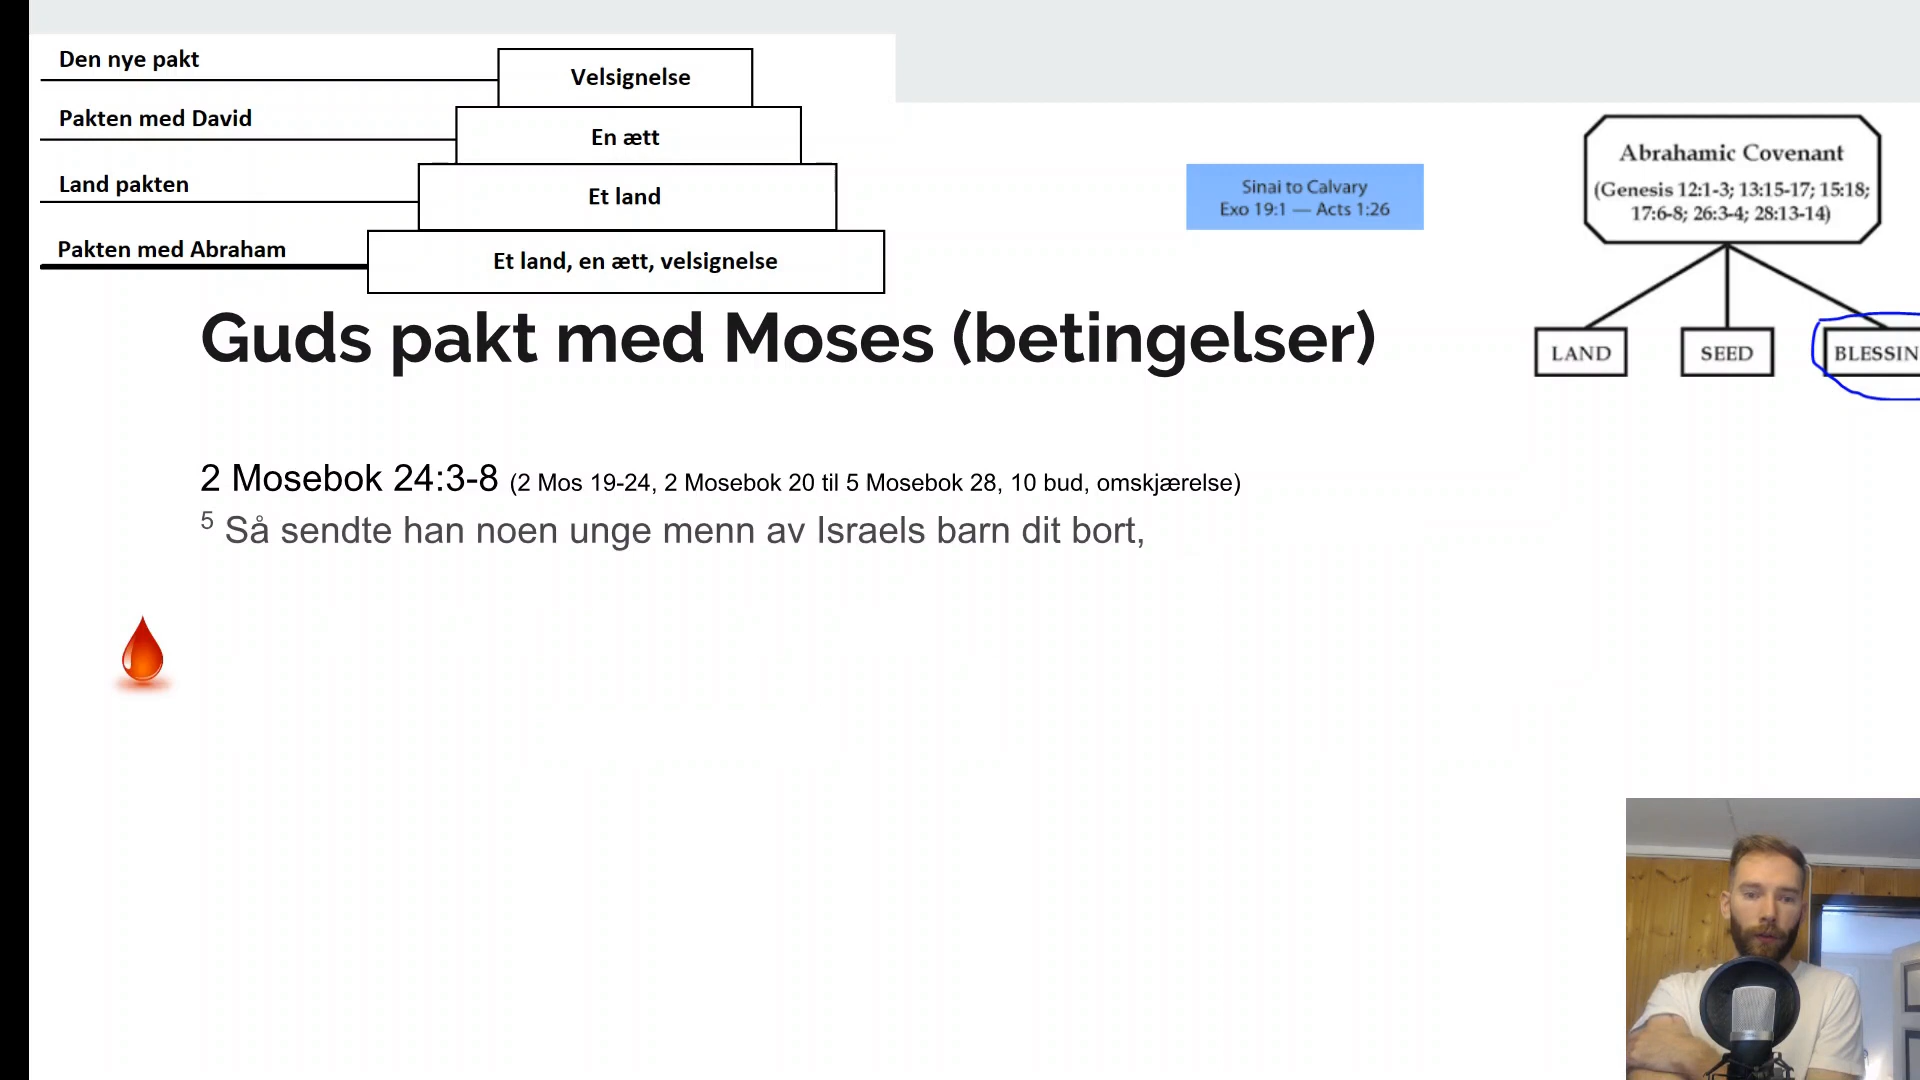 Den nye pakt
Velsignelse
Pakten med David
En ætt
Land pakten
Et land
Pakten med Abraham
Et land, en ætt, velsignelse
Sinai to Calvary
Exo 19:1 — Acts 1:26
Abrahamic Covenant
(Genesis 12:1-3; 13:15-17; 15:18;
17:6-8; 26:3-4; 28:13-14)
LAND
SEED
BLESSIN
Guds pakt med Moses (betingelser)
2 Mosebok 24:3-8 (2 Mos 19-24, 2 Mosebok 20 til 5 Mosebok 28, 10 bud, omskjærelse)
5 Så sendte han noen unge menn av Israels barn dit bort,